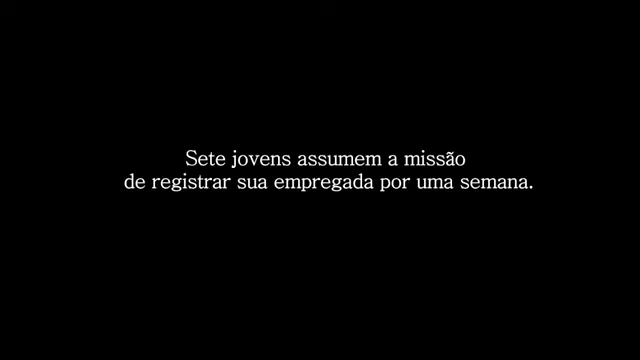 Sete jovens assumem a missão
de registrar sua empregada por uma semana.